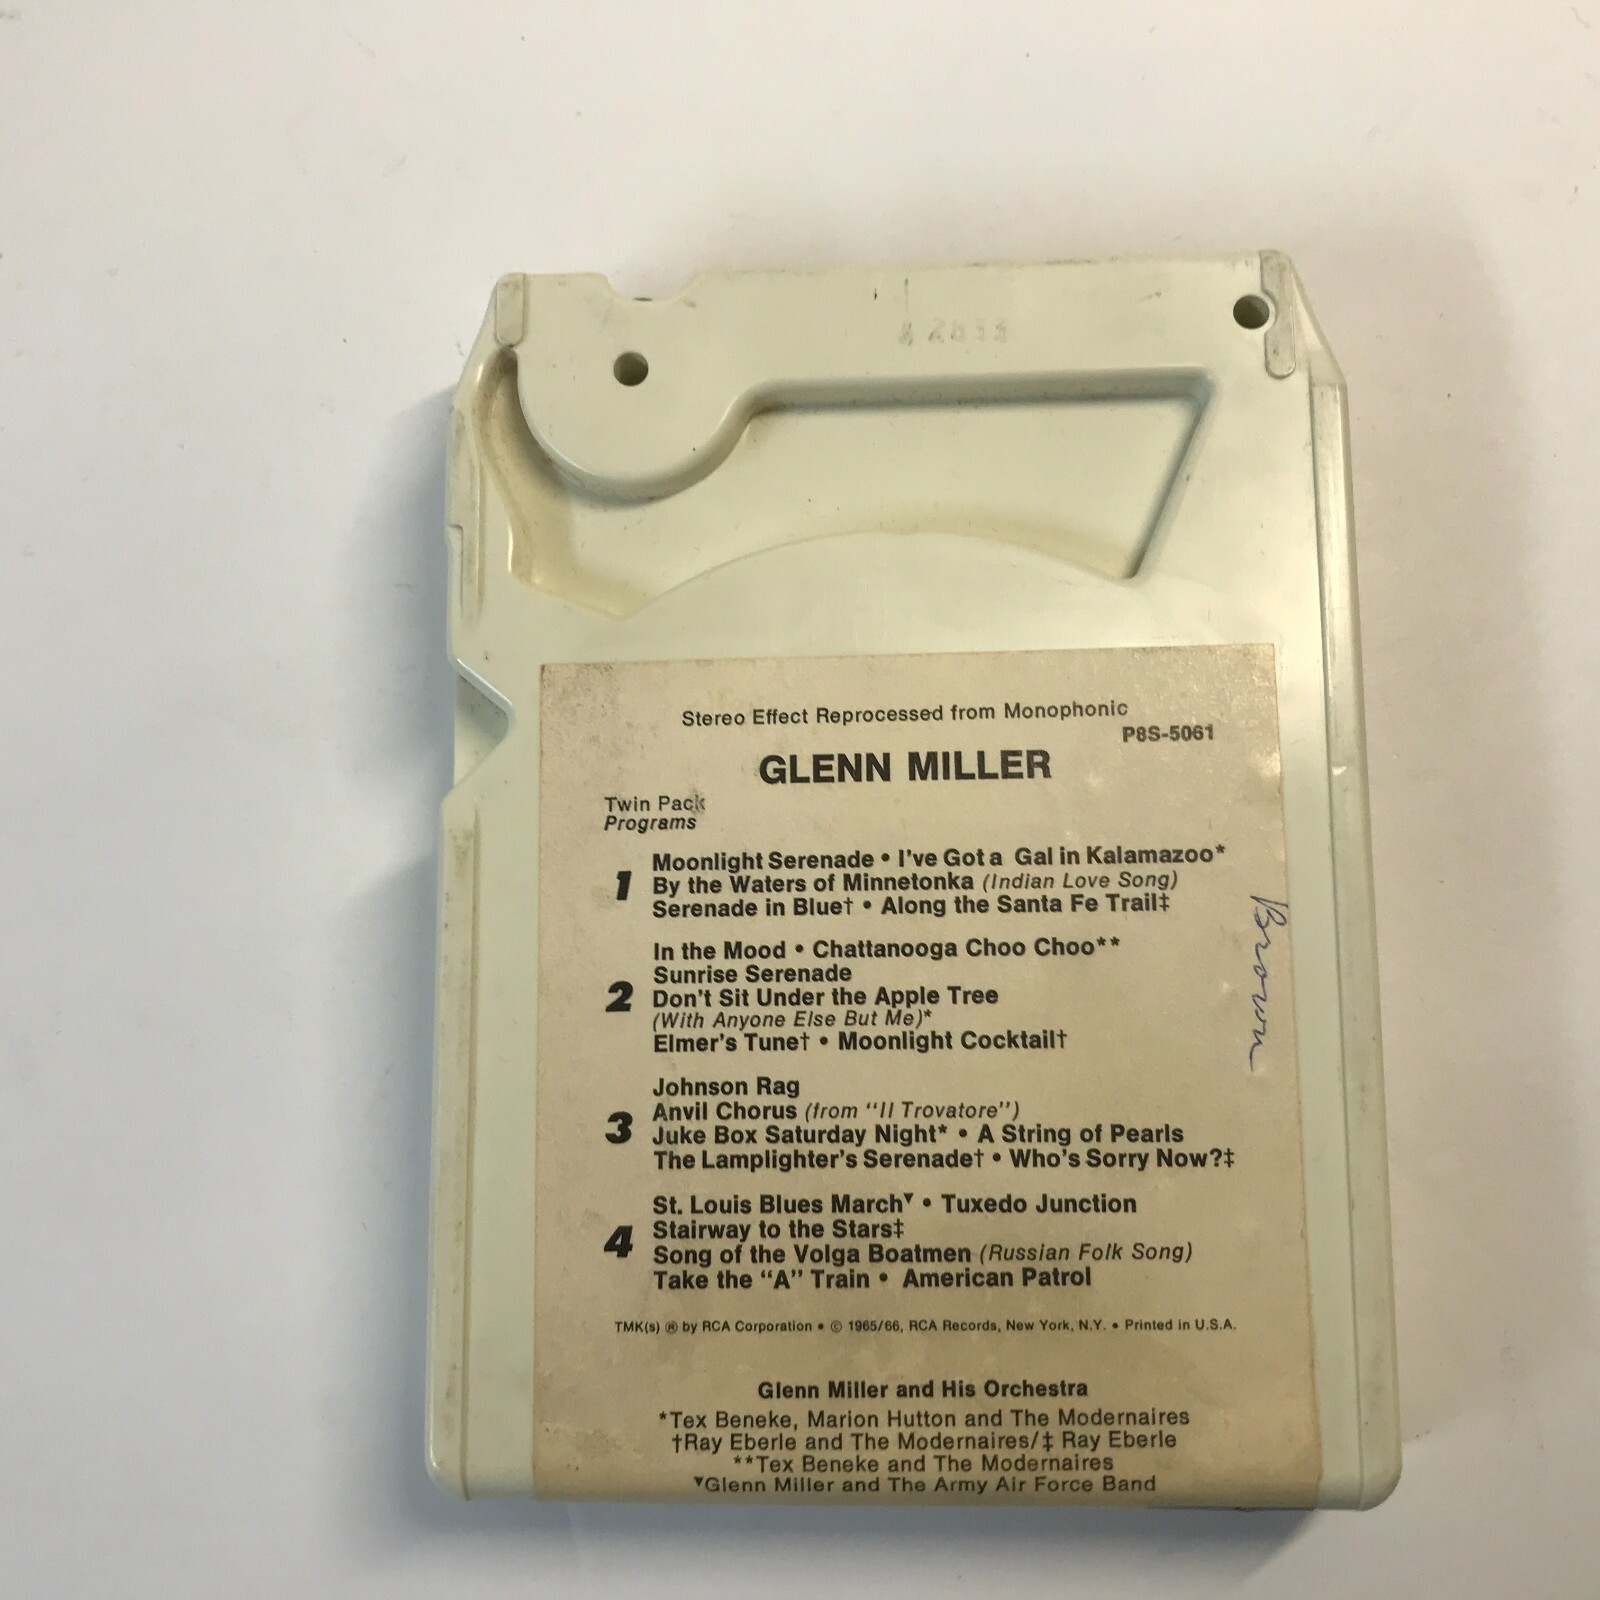 Stereo Effect Reprocessed from Monophonic
P8S-5061
GLENN MILLER
Twin Pack
Programs
1
Moonlight Serenade • I've Got a Gal in Kalamazoo*
By the Waters of Minnetonka (Indian Love Song)
Serenade in Blue† • Along the Santa Fe Trail‡
2
In the Mood • Chattanooga Choo Choo**
Sunrise Serenade
Don't Sit Under the Apple Tree
(With Anyone Else But Me)*
Elmer's Tune† • Moonlight Cocktail†
3
Johnson Rag
Anvil Chorus (from "Il Trovatore")
Juke Box Saturday Night* • A String of Pearls
The Lamplighter's Serenade† • Who's Sorry Now?‡
4
St. Louis Blues March▼ • Tuxedo Junction
Stairway to the Stars‡
Song of the Volga Boatmen (Russian Folk Song)
Take the "A" Train • American Patrol
TMK(s) ® by RCA Corporation • © 1965/66, RCA Records, New York, N.Y. • Printed in U.S.A.
Glenn Miller and His Orchestra
*Tex Beneke, Marion Hutton and The Modernaires
†Ray Eberle and The Modernaires/‡ Ray Eberle
**Tex Beneke and The Modernaires
▼Glenn Miller and The Army Air Force Band
Brown